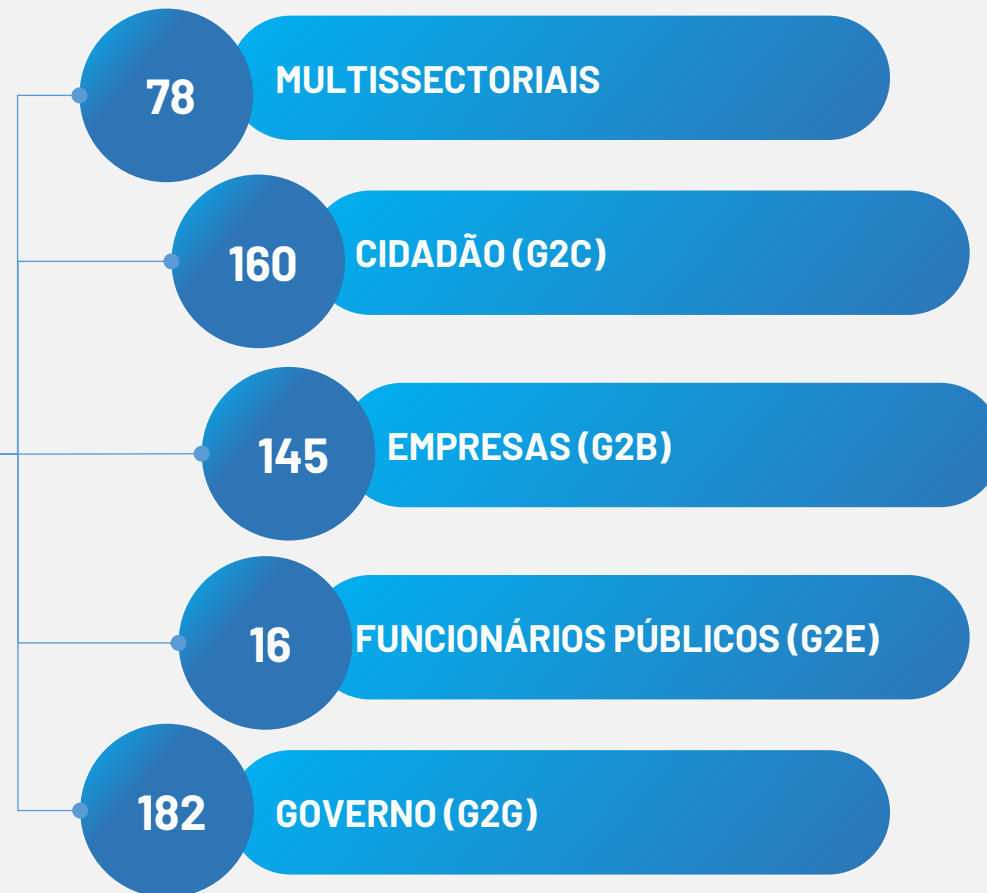 78
MULTISSECTORIAIS
160
CIDADÃO (G2C)
145
EMPRESAS (G2B)
16
FUNCIONÁRIOS PÚBLICOS (G2E)
182
GOVERNO (G2G)